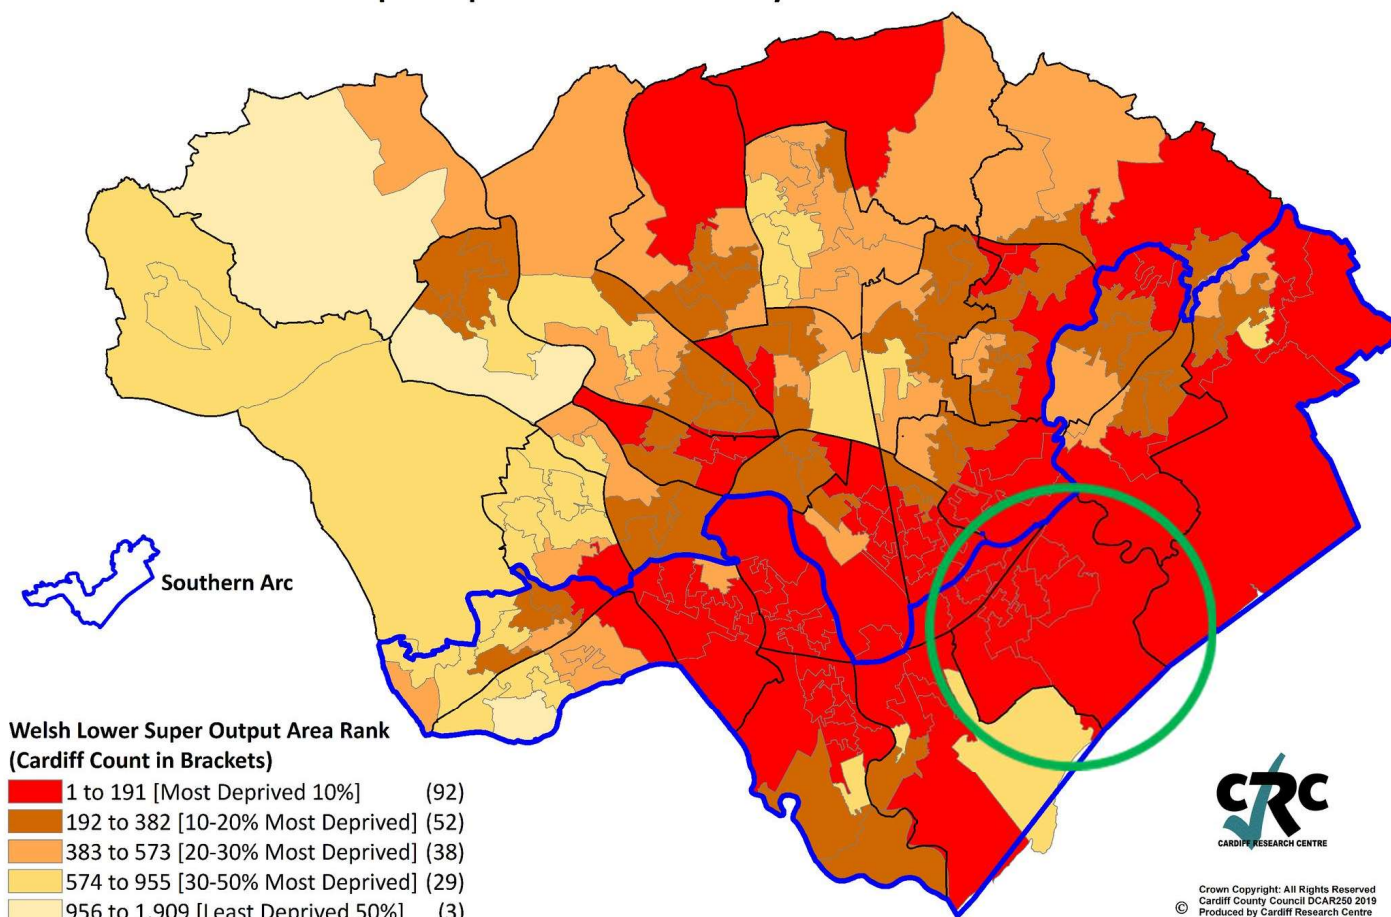 Southern Arc
Welsh Lower Super Output Area Rank
(Cardiff Count in Brackets)
1 to 191 [Most Deprived 10%] (92)
192 to 382 [10-20% Most Deprived] (52)
383 to 573 [20-30% Most Deprived] (38)
574 to 955 [30-50% Most Deprived] (29)
956 to 1,909 [Least Deprived 50%] (3)
CRC
CARDIFF RESEARCH CENTRE
Crown Copyright: All Rights Reserved
Cardiff County Council DCAR250 2019
© Produced by Cardiff Research Centre